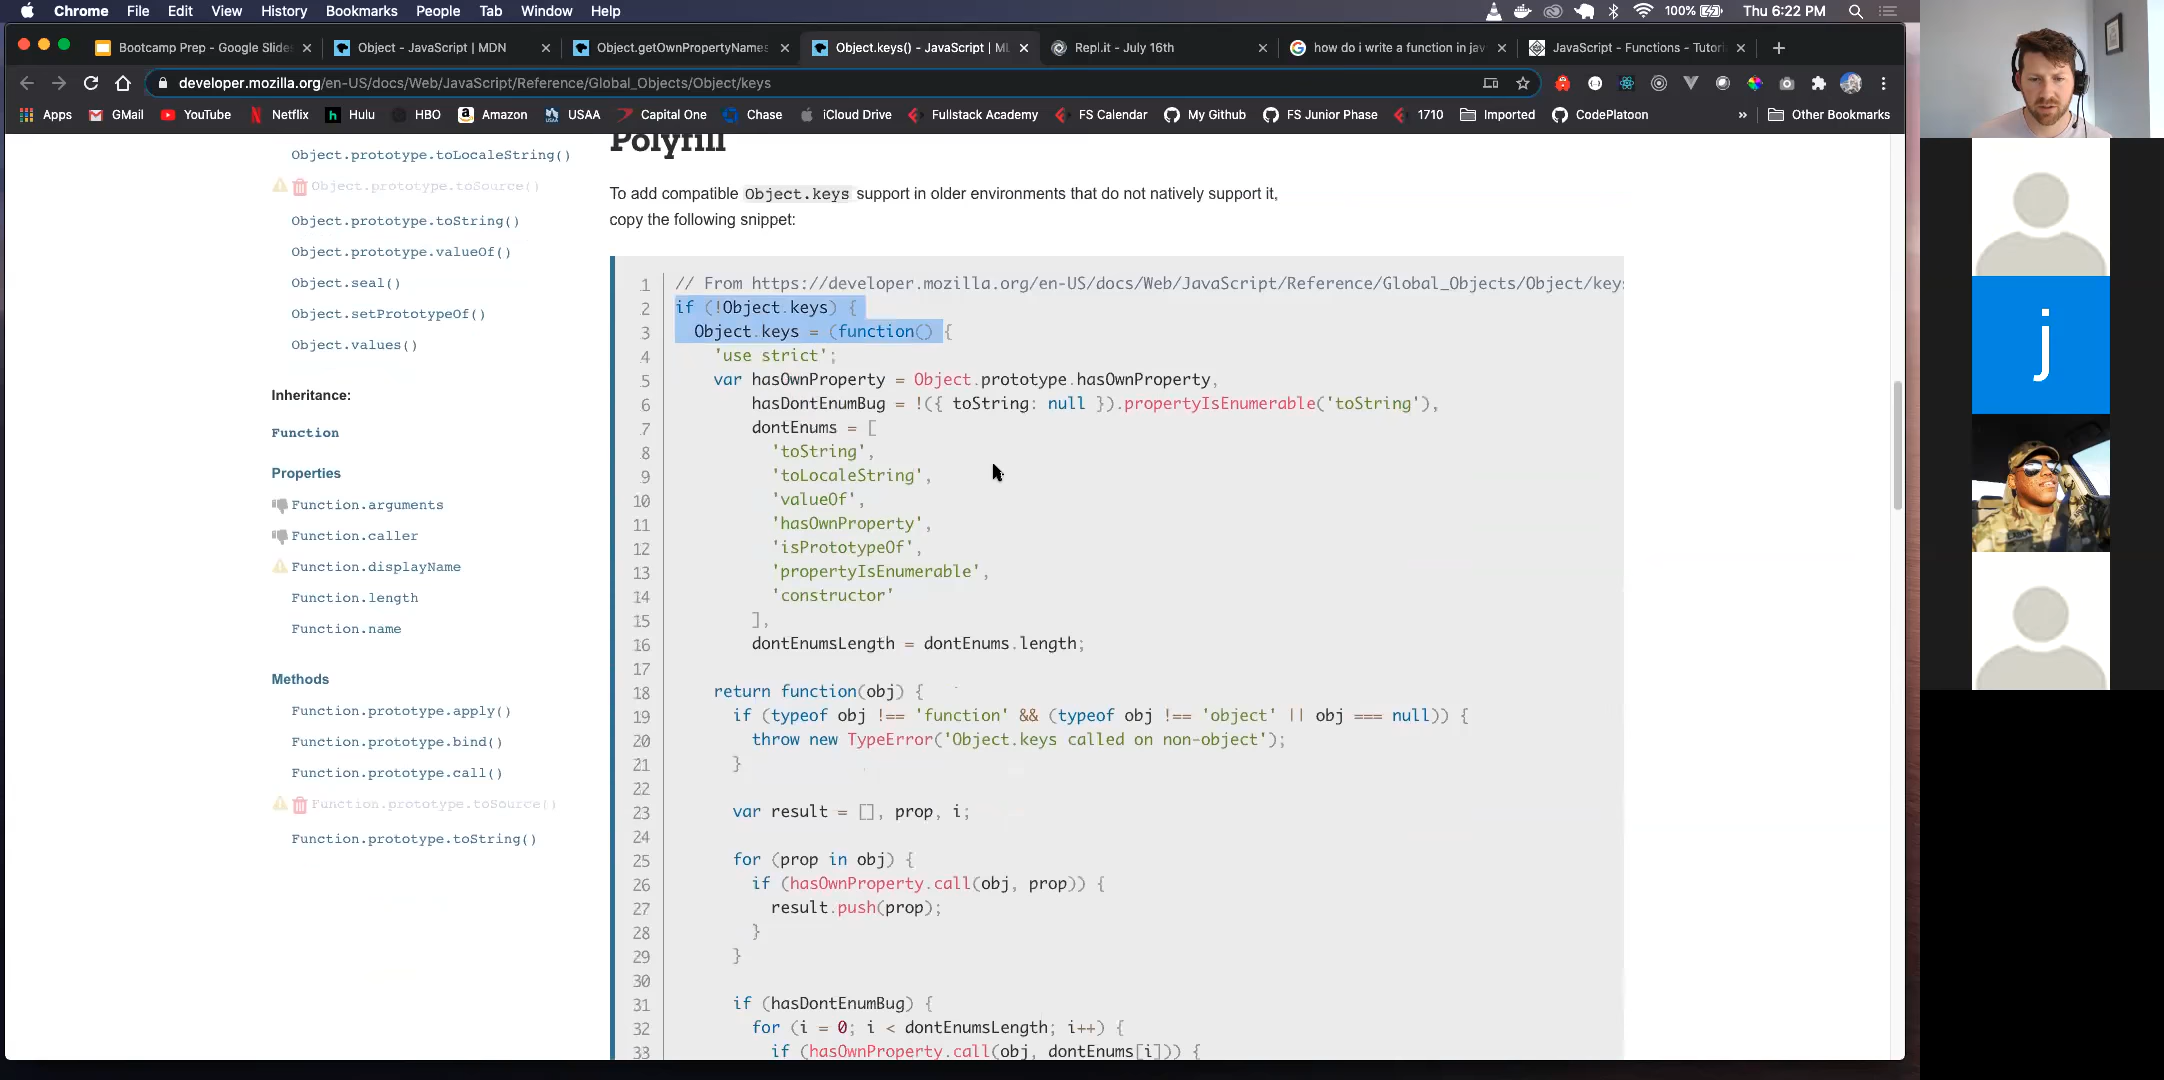 Chrome File Edit View History Bookmarks People Tab Window Help 100% Thu 6:22 PM
Bootcamp Prep - Google Slide Object - JavaScript | MDN Object.getOwnPropertyNames Object.keys() - JavaScript | M Repl.it - July 16th how do i write a function in jav JavaScript - Functions - Tutori
developer.mozilla.org/en-US/docs/Web/JavaScript/Reference/Global_Objects/Object/keys
Apps GMail YouTube Netflix Hulu HBO Amazon USAA Capital One Chase iCloud Drive Fullstack Academy FS Calendar My Github FS Junior Phase 1710 Imported CodePlatoon » Other Bookmarks
Object.prototype.toLocaleString()
Object.prototype.toSource()
Object.prototype.toString()
Object.prototype.valueOf()
Object.seal()
Object.setPrototypeOf()
Object.values()
Inheritance:
Function
Properties
Function.arguments
Function.caller
Function.displayName
Function.length
Function.name
Methods
Function.prototype.apply()
Function.prototype.bind()
Function.prototype.call()
Function.prototype.toSource()
Function.prototype.toString()
Polyfill
To add compatible Object.keys support in older environments that do not natively support it,
copy the following snippet:
1 // From https://developer.mozilla.org/en-US/docs/Web/JavaScript/Reference/Global_Objects/Object/keys
2 if (!Object.keys) {
3 Object.keys = (function() {
4 'use strict';
5 var hasOwnProperty = Object.prototype.hasOwnProperty,
6 hasDontEnumBug = !({ toString: null }).propertyIsEnumerable('toString'),
7 dontEnums = [
8 'toString',
9 'toLocaleString',
10 'valueOf',
11 'hasOwnProperty',
12 'isPrototypeOf',
13 'propertyIsEnumerable',
14 'constructor'
15 ],
16 dontEnumsLength = dontEnums.length;
17
18 return function(obj) {
19 if (typeof obj !== 'function' && (typeof obj !== 'object' || obj === null)) {
20 throw new TypeError('Object.keys called on non-object');
21 }
22
23 var result = [], prop, i;
24
25 for (prop in obj) {
26 if (hasOwnProperty.call(obj, prop)) {
27 result.push(prop);
28 }
29 }
30
31 if (hasDontEnumBug) {
32 for (i = 0; i < dontEnumsLength; i++) {
33 if (hasOwnProperty.call(obj, dontEnums[i])) {
j